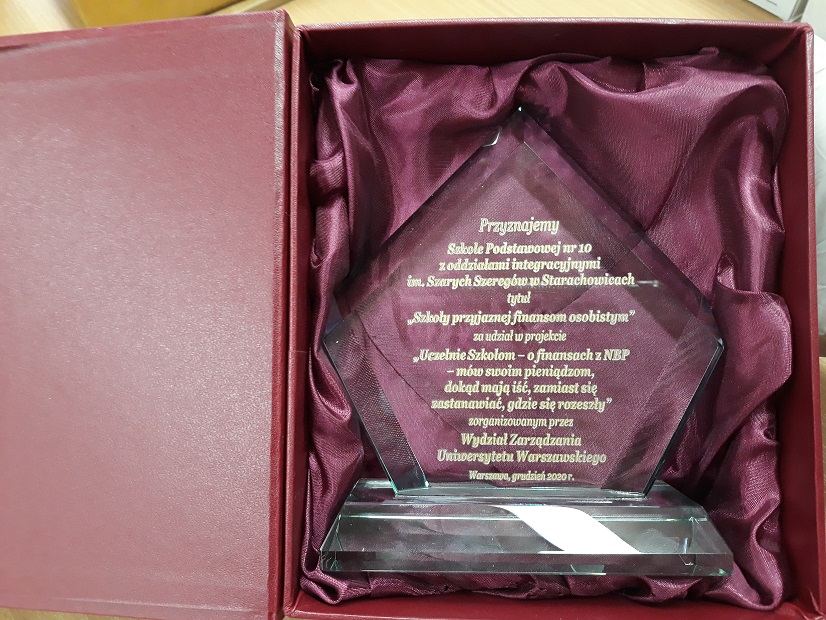 Przyznajemy
Szkole Podstawowej nr 10
z oddziałami integracyjnymi
im. Szarych Szeregów w Starachowicach
tytuł
„Szkoły przyjaznej finansom osobistym”
za udział w projekcie
„Uczelnie Szkołom – o finansach z NBP
– mów swoim pieniądzom,
dokąd mają iść, zamiast się
zastanawiać, gdzie się rozeszły”
zorganizowanym przez
Wydział Zarządzania
Uniwersytetu Warszawskiego
Warszawa, grudzień 2020 r.